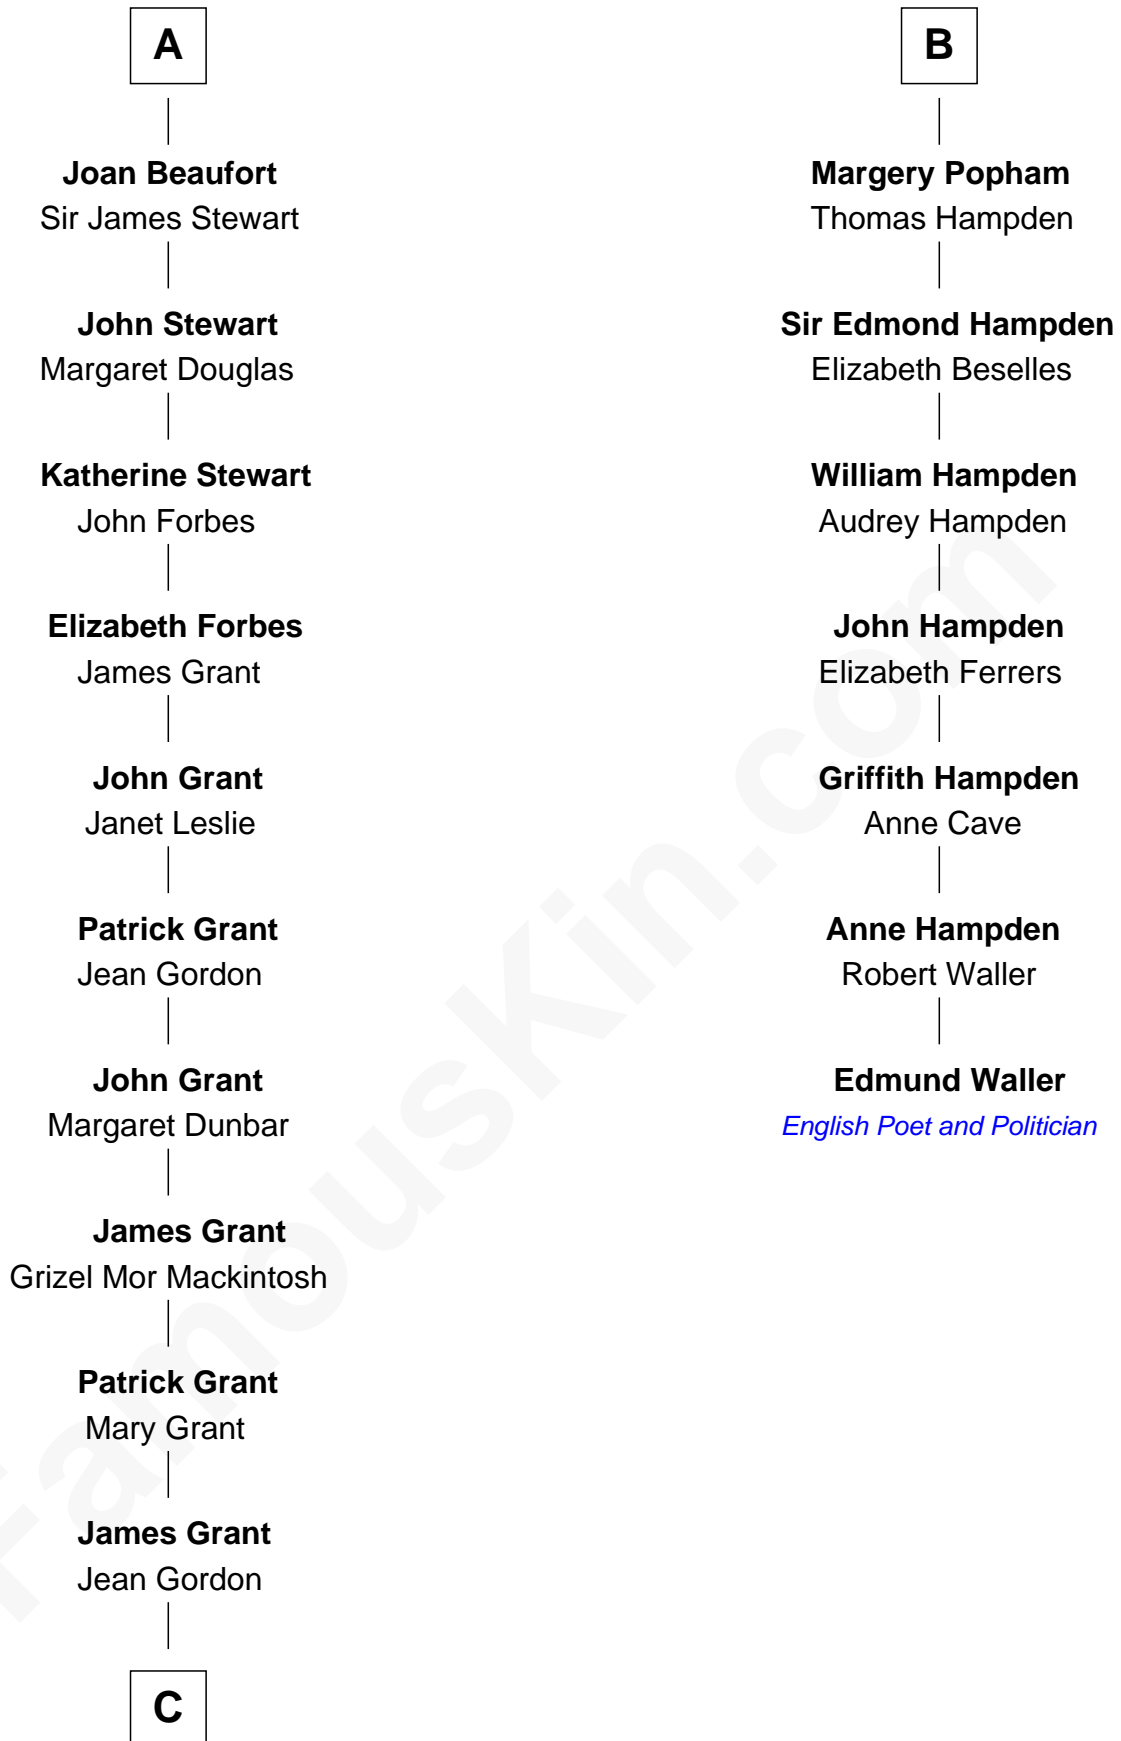 A
Joan Beaufort
Sir James Stewart
John Stewart
Margaret Douglas
Katherine Stewart
John Forbes
Elizabeth Forbes
James Grant
John Grant
Janet Leslie
Patrick Grant
Jean Gordon
John Grant
Margaret Dunbar
James Grant
Grizel Mor Mackintosh
Patrick Grant
Mary Grant
James Grant
Jean Gordon
C
B
Margery Popham
Thomas Hampden
Sir Edmond Hampden
Elizabeth Beselles
William Hampden
Audrey Hampden
John Hampden
Elizabeth Ferrers
Griffith Hampden
Anne Cave
Anne Hampden
Robert Waller
Edmund Waller
English Poet and Politician
FamousKin.com